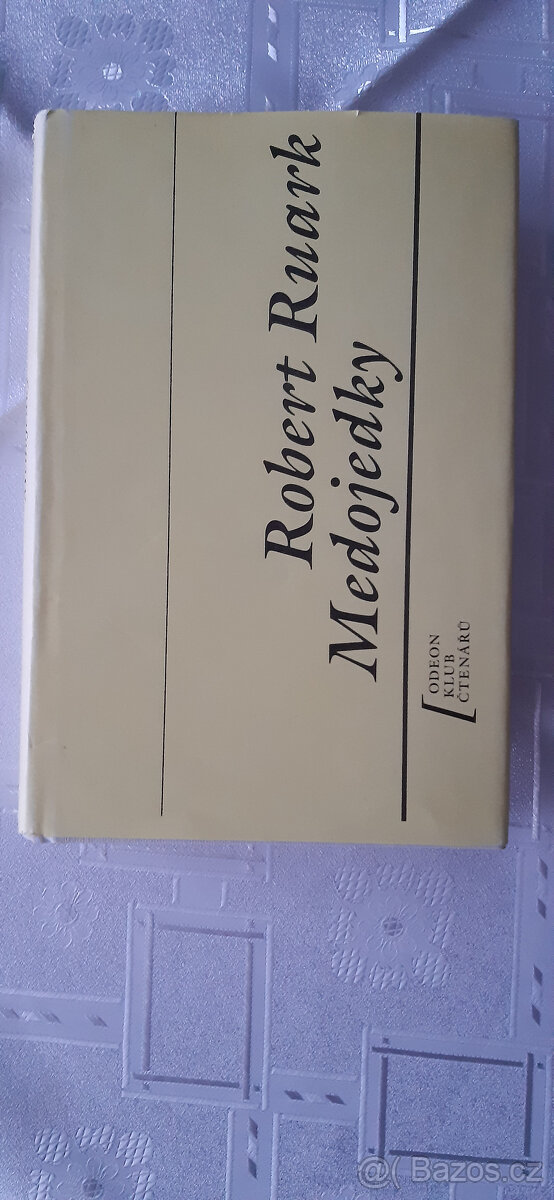 Robert Ruark
Medojedky
[ODEON
KLUB
ČTENÁŘŮ
@( Bazos.cz